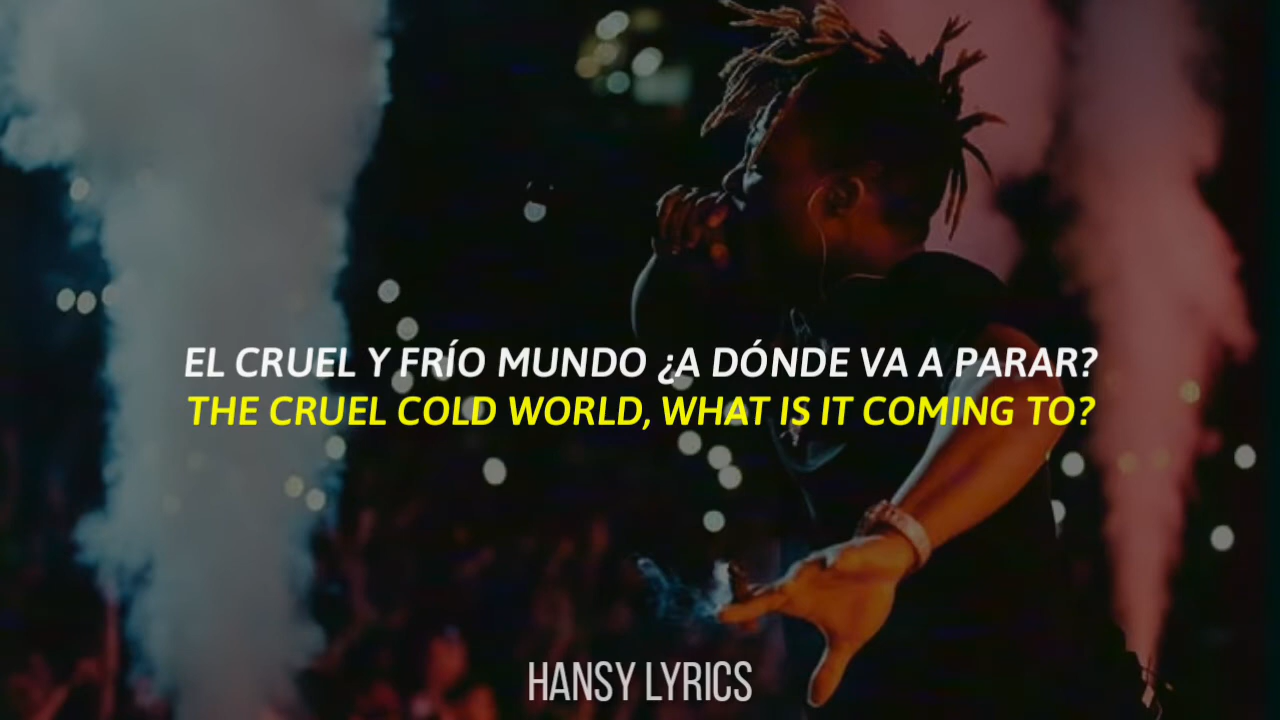 EL CRUEL Y FRÍO MUNDO ¿A DÓNDE VA A PARAR?
THE CRUEL COLD WORLD, WHAT IS IT COMING TO?
HANSY LYRICS